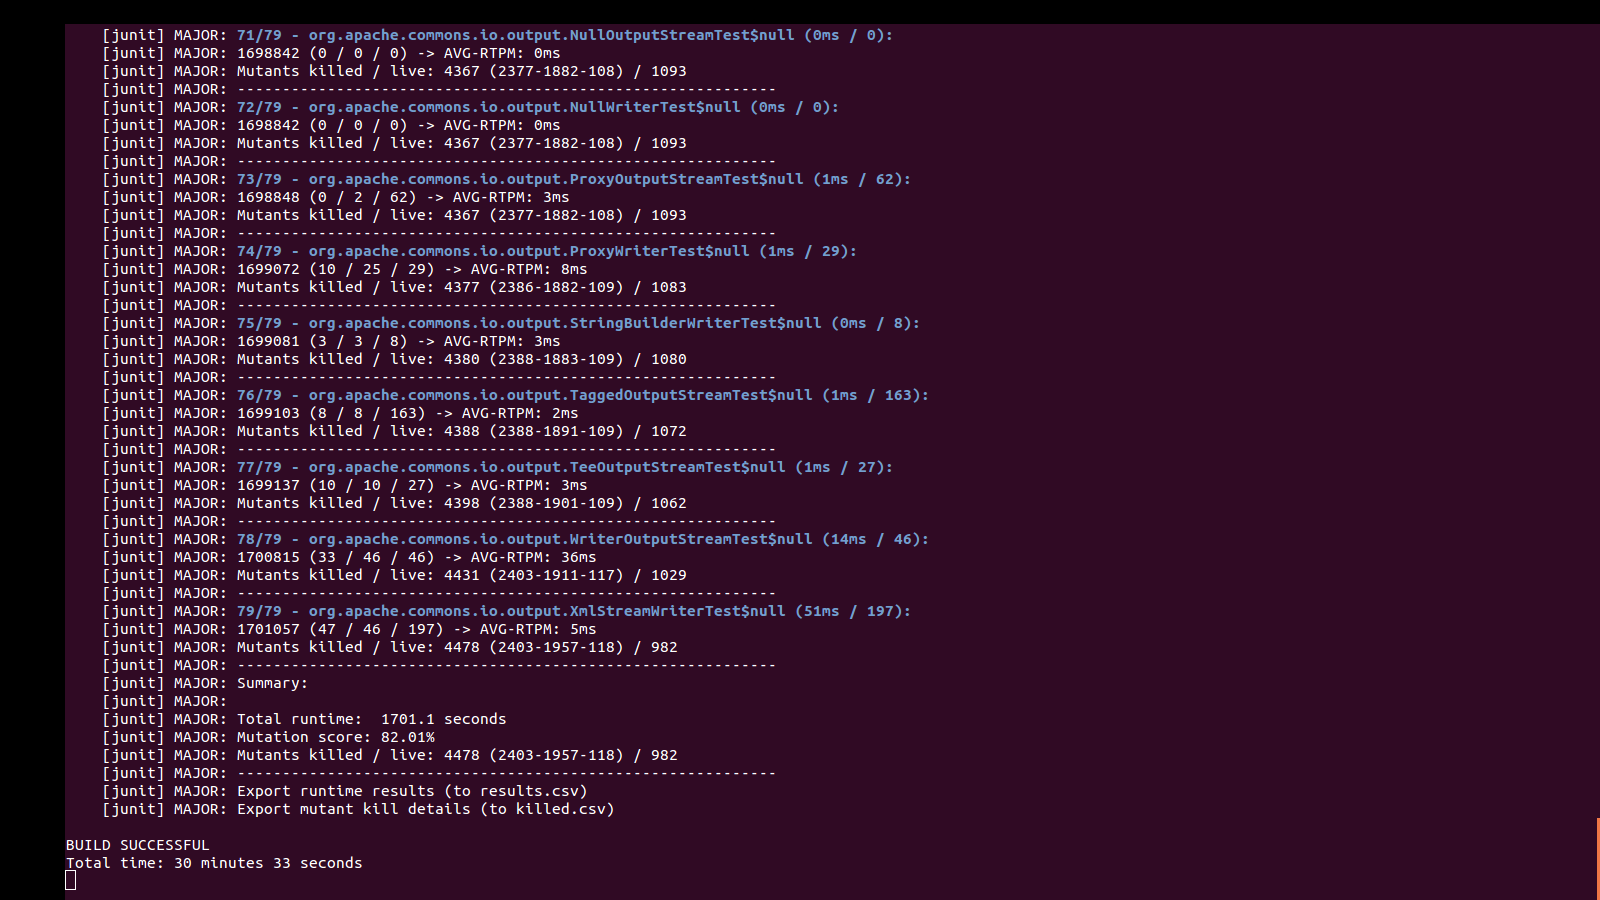 [junit] MAJOR: 71/79 - org.apache.commons.io.output.NullOutputStreamTest$null (0ms / 0):
[junit] MAJOR: 1698842 (0 / 0 / 0) -> AVG-RTPM: 0ms
[junit] MAJOR: Mutants killed / live: 4367 (2377-1882-108) / 1093
[junit] MAJOR: ------------------------------------------------------------
[junit] MAJOR: 72/79 - org.apache.commons.io.output.NullWriterTest$null (0ms / 0):
[junit] MAJOR: 1698842 (0 / 0 / 0) -> AVG-RTPM: 0ms
[junit] MAJOR: Mutants killed / live: 4367 (2377-1882-108) / 1093
[junit] MAJOR: ------------------------------------------------------------
[junit] MAJOR: 73/79 - org.apache.commons.io.output.ProxyOutputStreamTest$null (1ms / 62):
[junit] MAJOR: 1698848 (0 / 2 / 62) -> AVG-RTPM: 3ms
[junit] MAJOR: Mutants killed / live: 4367 (2377-1882-108) / 1093
[junit] MAJOR: ------------------------------------------------------------
[junit] MAJOR: 74/79 - org.apache.commons.io.output.ProxyWriterTest$null (1ms / 29):
[junit] MAJOR: 1699072 (10 / 25 / 29) -> AVG-RTPM: 8ms
[junit] MAJOR: Mutants killed / live: 4377 (2386-1882-109) / 1083
[junit] MAJOR: ------------------------------------------------------------
[junit] MAJOR: 75/79 - org.apache.commons.io.output.StringBuilderWriterTest$null (0ms / 8):
[junit] MAJOR: 1699081 (3 / 3 / 8) -> AVG-RTPM: 3ms
[junit] MAJOR: Mutants killed / live: 4380 (2388-1883-109) / 1080
[junit] MAJOR: ------------------------------------------------------------
[junit] MAJOR: 76/79 - org.apache.commons.io.output.TaggedOutputStreamTest$null (1ms / 163):
[junit] MAJOR: 1699103 (8 / 8 / 163) -> AVG-RTPM: 2ms
[junit] MAJOR: Mutants killed / live: 4388 (2388-1891-109) / 1072
[junit] MAJOR: ------------------------------------------------------------
[junit] MAJOR: 77/79 - org.apache.commons.io.output.TeeOutputStreamTest$null (1ms / 27):
[junit] MAJOR: 1699137 (10 / 10 / 27) -> AVG-RTPM: 3ms
[junit] MAJOR: Mutants killed / live: 4398 (2388-1901-109) / 1062
[junit] MAJOR: ------------------------------------------------------------
[junit] MAJOR: 78/79 - org.apache.commons.io.output.WriterOutputStreamTest$null (14ms / 46):
[junit] MAJOR: 1700815 (33 / 46 / 46) -> AVG-RTPM: 36ms
[junit] MAJOR: Mutants killed / live: 4431 (2403-1911-117) / 1029
[junit] MAJOR: ------------------------------------------------------------
[junit] MAJOR: 79/79 - org.apache.commons.io.output.XmlStreamWriterTest$null (51ms / 197):
[junit] MAJOR: 1701057 (47 / 46 / 197) -> AVG-RTPM: 5ms
[junit] MAJOR: Mutants killed / live: 4478 (2403-1957-118) / 982
[junit] MAJOR: ------------------------------------------------------------
[junit] MAJOR: Summary:
[junit] MAJOR:
[junit] MAJOR: Total runtime:  1701.1 seconds
[junit] MAJOR: Mutation score: 82.01%
[junit] MAJOR: Mutants killed / live: 4478 (2403-1957-118) / 982
[junit] MAJOR: ------------------------------------------------------------
[junit] MAJOR: Export runtime results (to results.csv)
[junit] MAJOR: Export mutant kill details (to killed.csv)
BUILD SUCCESSFUL
Total time: 30 minutes 33 seconds